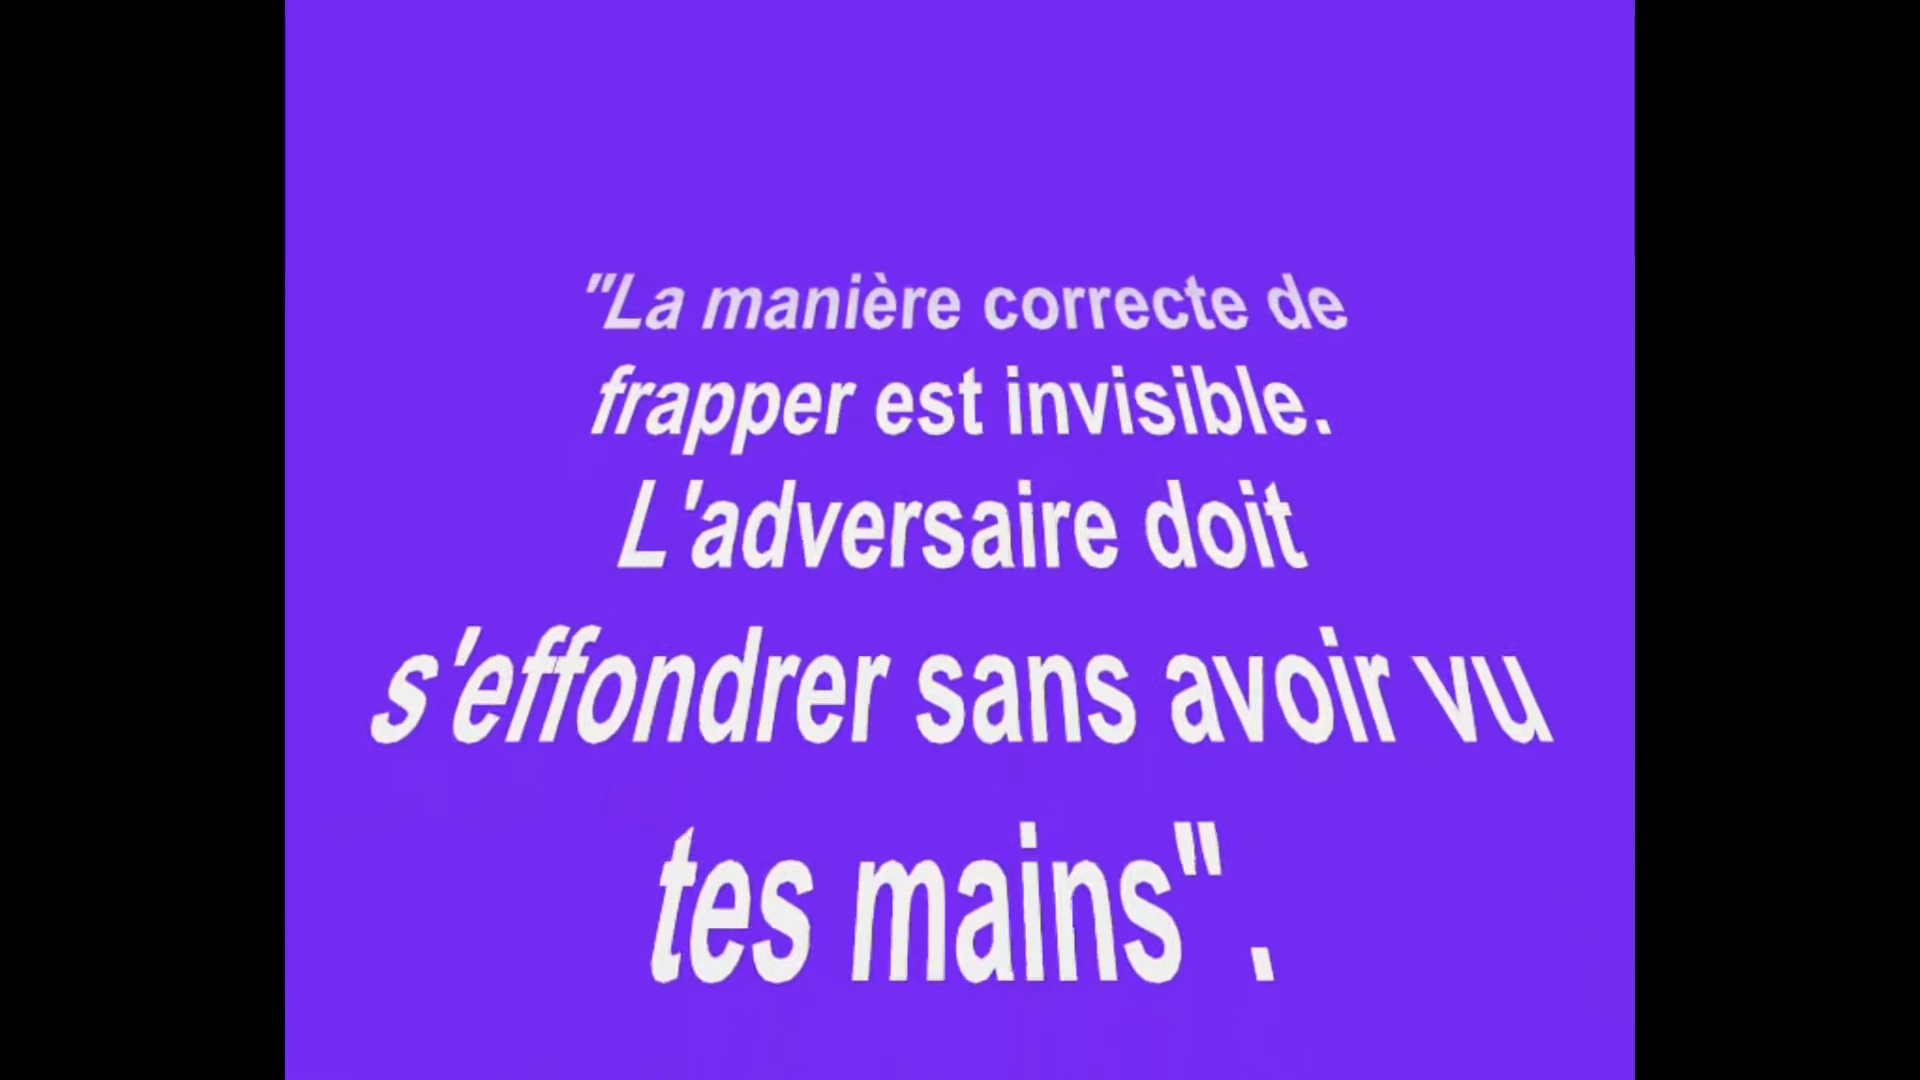 "La manière correcte de
frapper est invisible.
L'adversaire doit
s'effondrer sans avoir vu
tes mains" .